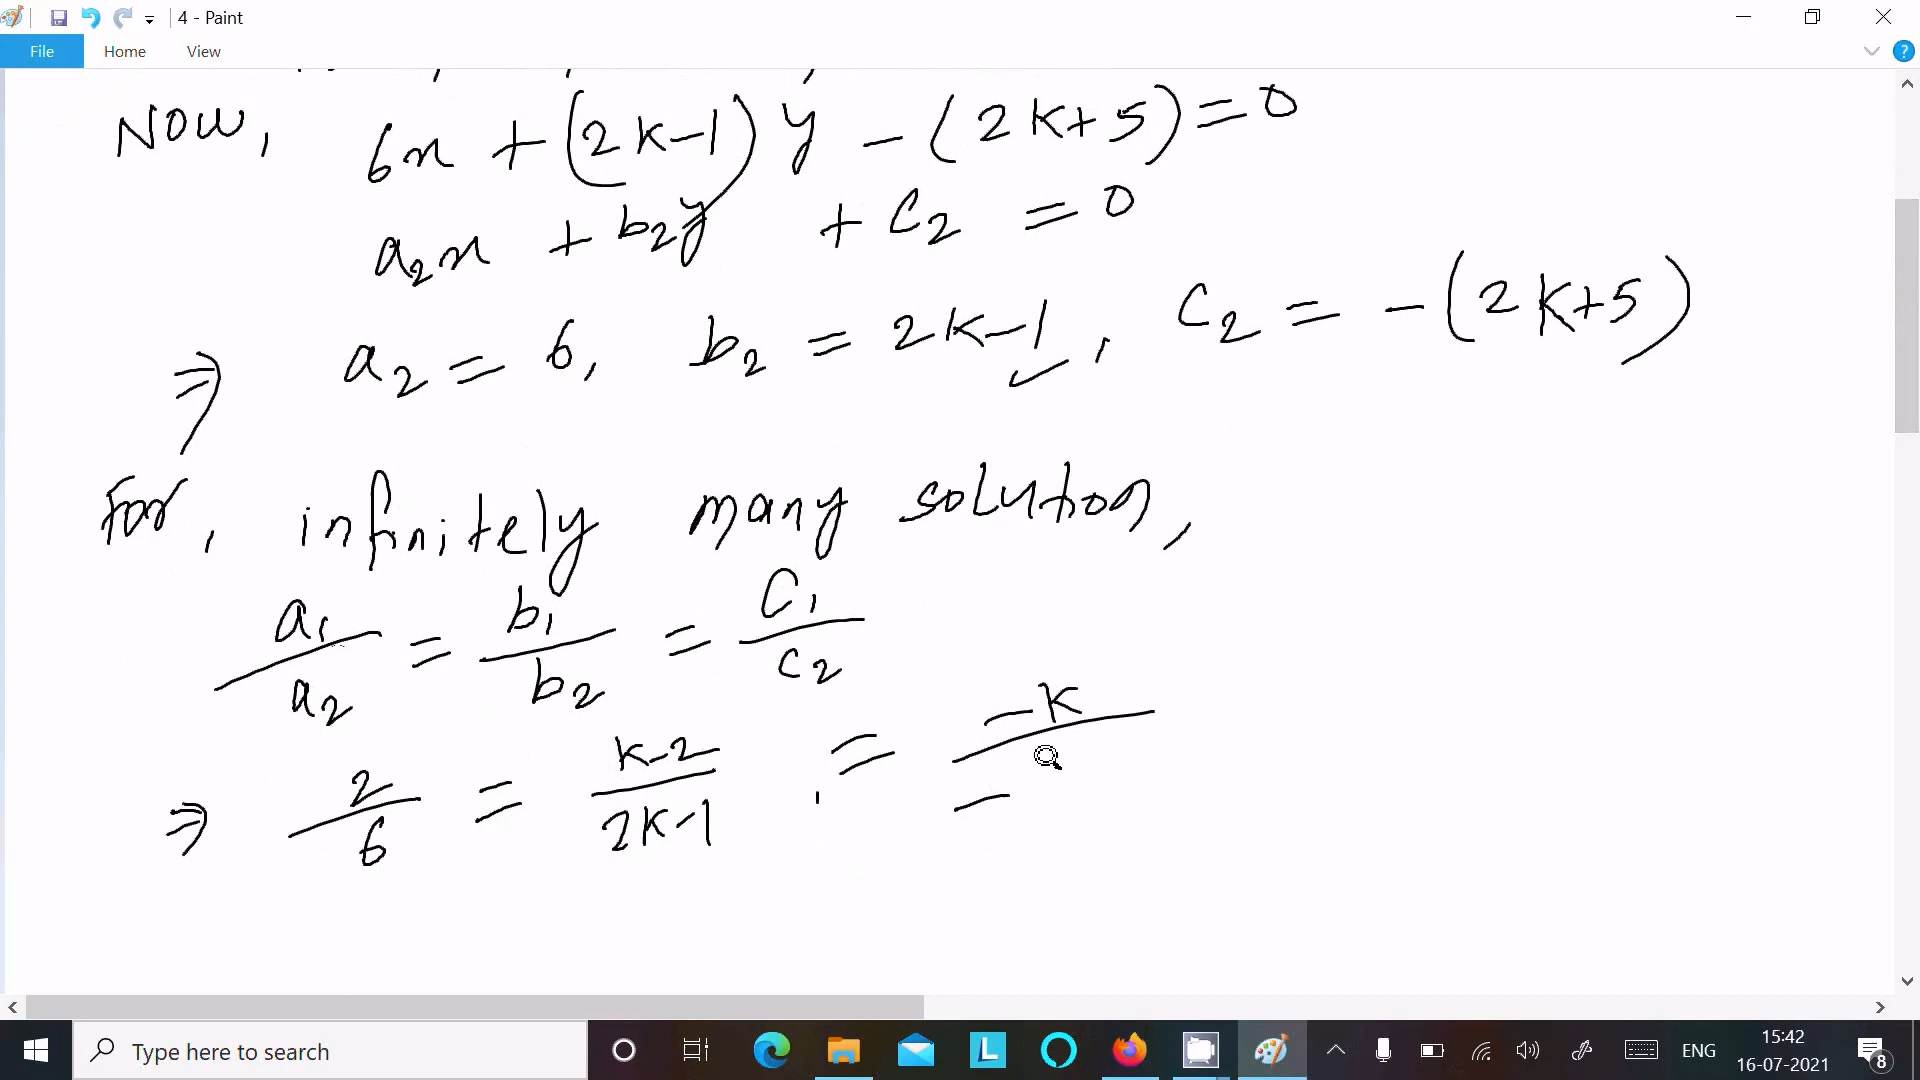 4 - Paint
File Home View
Now, 6x + (2k-1) y - (2k+5) = 0
a2x + b2y + c2 = 0
⇒ a2 = 6, b2 = 2k-1, c2 = -(2k+5)
For, infinitely many solution,
a1/a2 = b1/b2 = C1/c2
⇒ 2/6 = k-2/2k-1 = -k/-
Type here to search
ENG
15:42
16-07-2021
8